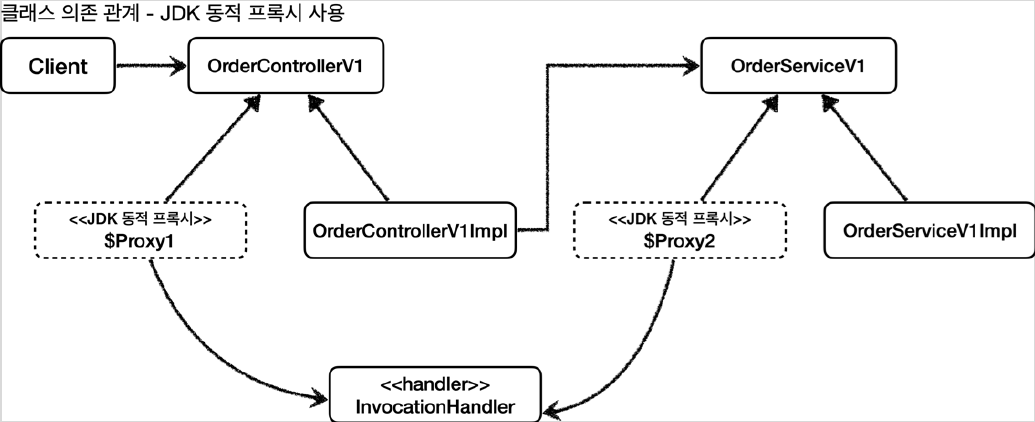 클래스 의존 관계 - JDK 동적 프록시 사용
Client
OrderControllerV1
OrderServiceV1
<<JDK 동적 프록시>>
$Proxy1
OrderControllerV1Impl
<<JDK 동적 프록시>>
$Proxy2
OrderServiceV1Impl
<<handler>>
InvocationHandler